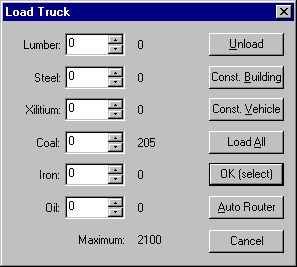 Load Truck
Lumber: 0 0 Unload
Steel: 0 0 Const. Building
Xilitium: 0 0 Const. Vehicle
Coal: 0 205 Load All
Iron: 0 0 OK (select)
Oil: 0 0 Auto Router
Maximum: 2100 Cancel